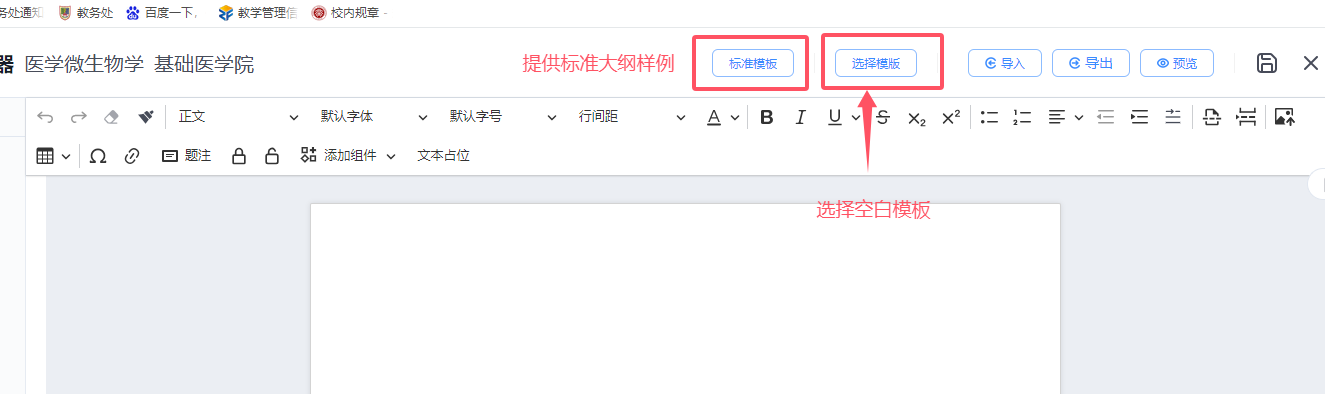 务处通知 教务处 百度一下, 教学管理信 校内规章 -
器 医学微生物学 基础医学院 提供标准大纲样例 标准模板 选择模版 导入 导出 预览
正文 默认字体 默认字号 行间距 A B I U S X2 X2
Ω 题注 添加组件 文本占位
选择空白模板